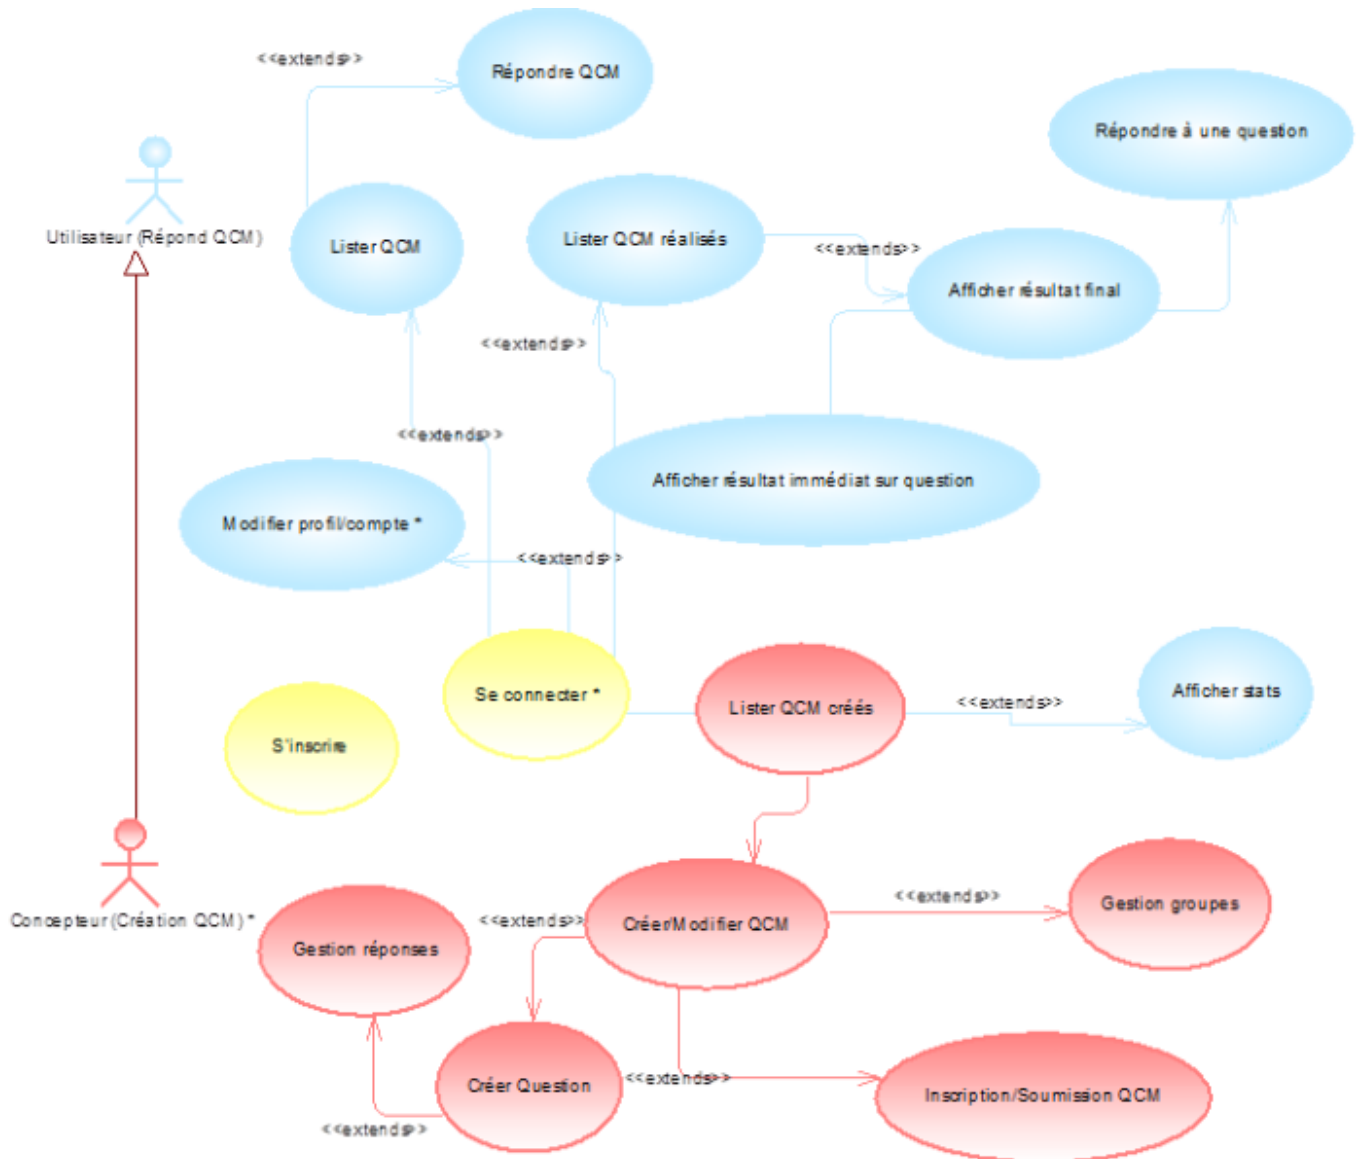 <<extends>>
Répondre QCM
Répondre à une question
Utilisateur (Répond QCM)
Lister QCM
Lister QCM réalisés
<<extends>>
Afficher résultat final
<<extends>>
<<extends>>
Afficher résultat immédiat sur question
Modifier profil/compte *
<<extends>>
Se connecter *
Lister QCM créés
<<extends>>
Afficher stats
S'inscrire
Concepteur (Création QCM) *
Gestion réponses
<<extends>>
Créer/Modifier QCM
<<extends>>
Gestion groupes
Créer Question
<<extends>>
Inscription/Soumission QCM
<<extends>>